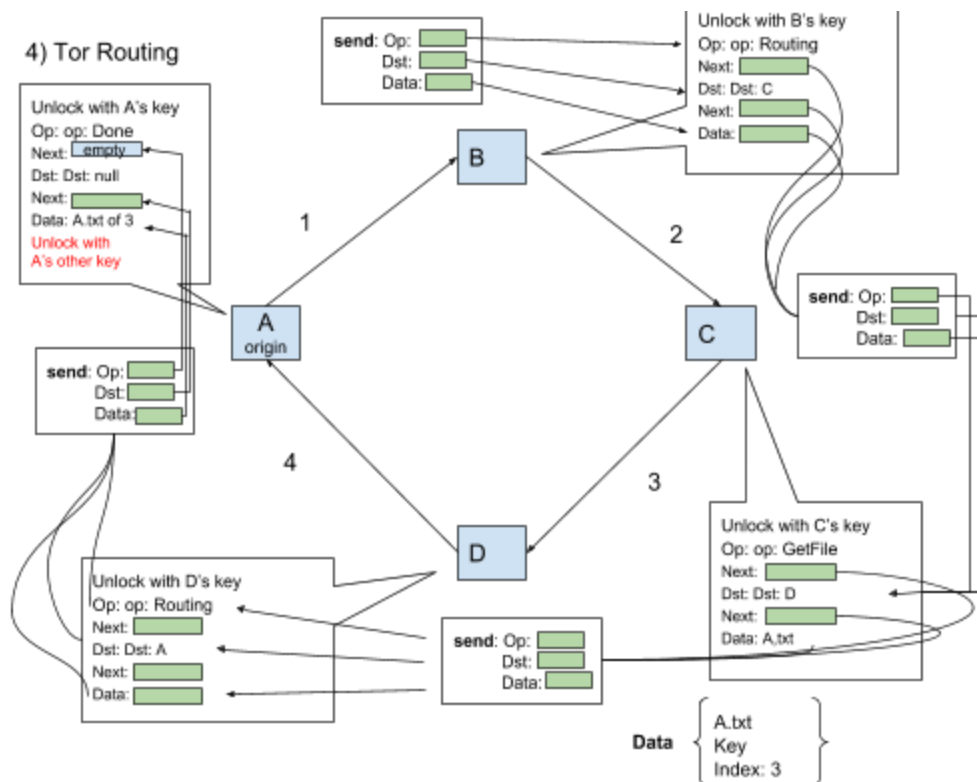 4) Tor Routing
send: Op:
Dst:
Data:
Unlock with B's key
Op: op: Routing
Next:
Dst: Dst: C
Next:
Data:
Unlock with A's key
Op: op: Done
Next: empty
Dst: Dst: null
Next:
Data: A.txt of 3
Unlock with
A's other key
B
1
2
A
origin
C
send: Op:
Dst:
Data:
send: Op:
Dst:
Data:
4
3
D
Unlock with C's key
Op: op: GetFile
Next:
Dst: Dst: D
Next:
Data: A.txt
Unlock with D's key
Op: op: Routing
Next:
Dst: Dst: A
Next:
Data:
send: Op:
Dst:
Data:
Data
A.txt
Key
Index: 3